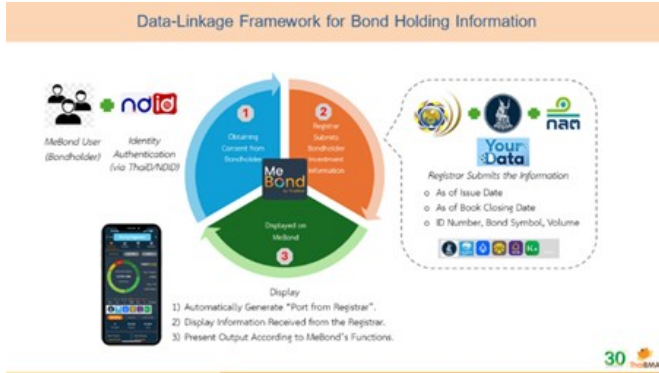 Data-Linkage Framework for Bond Holding Information
ndid
MeBond User
(Bondholder)
Identity
Authentication
(via ThaiD/NDID)
1
Obtaining
Consent from
Bondholder
2
Registrar
Submits
Bondholder
Investment
Information
Me
Bond
Displayed on
MeBond
3
กลต
Your
Data
Registrar Submits the Information
As of Issue Date
As of Book Closing Date
ID Number, Bond Symbol, Volume
Display
1) Automatically Generate “Port from Registrar”.
2) Display Information Received from the Registrar.
3) Present Output According to MeBond's Functions.
30
ThaiBMA